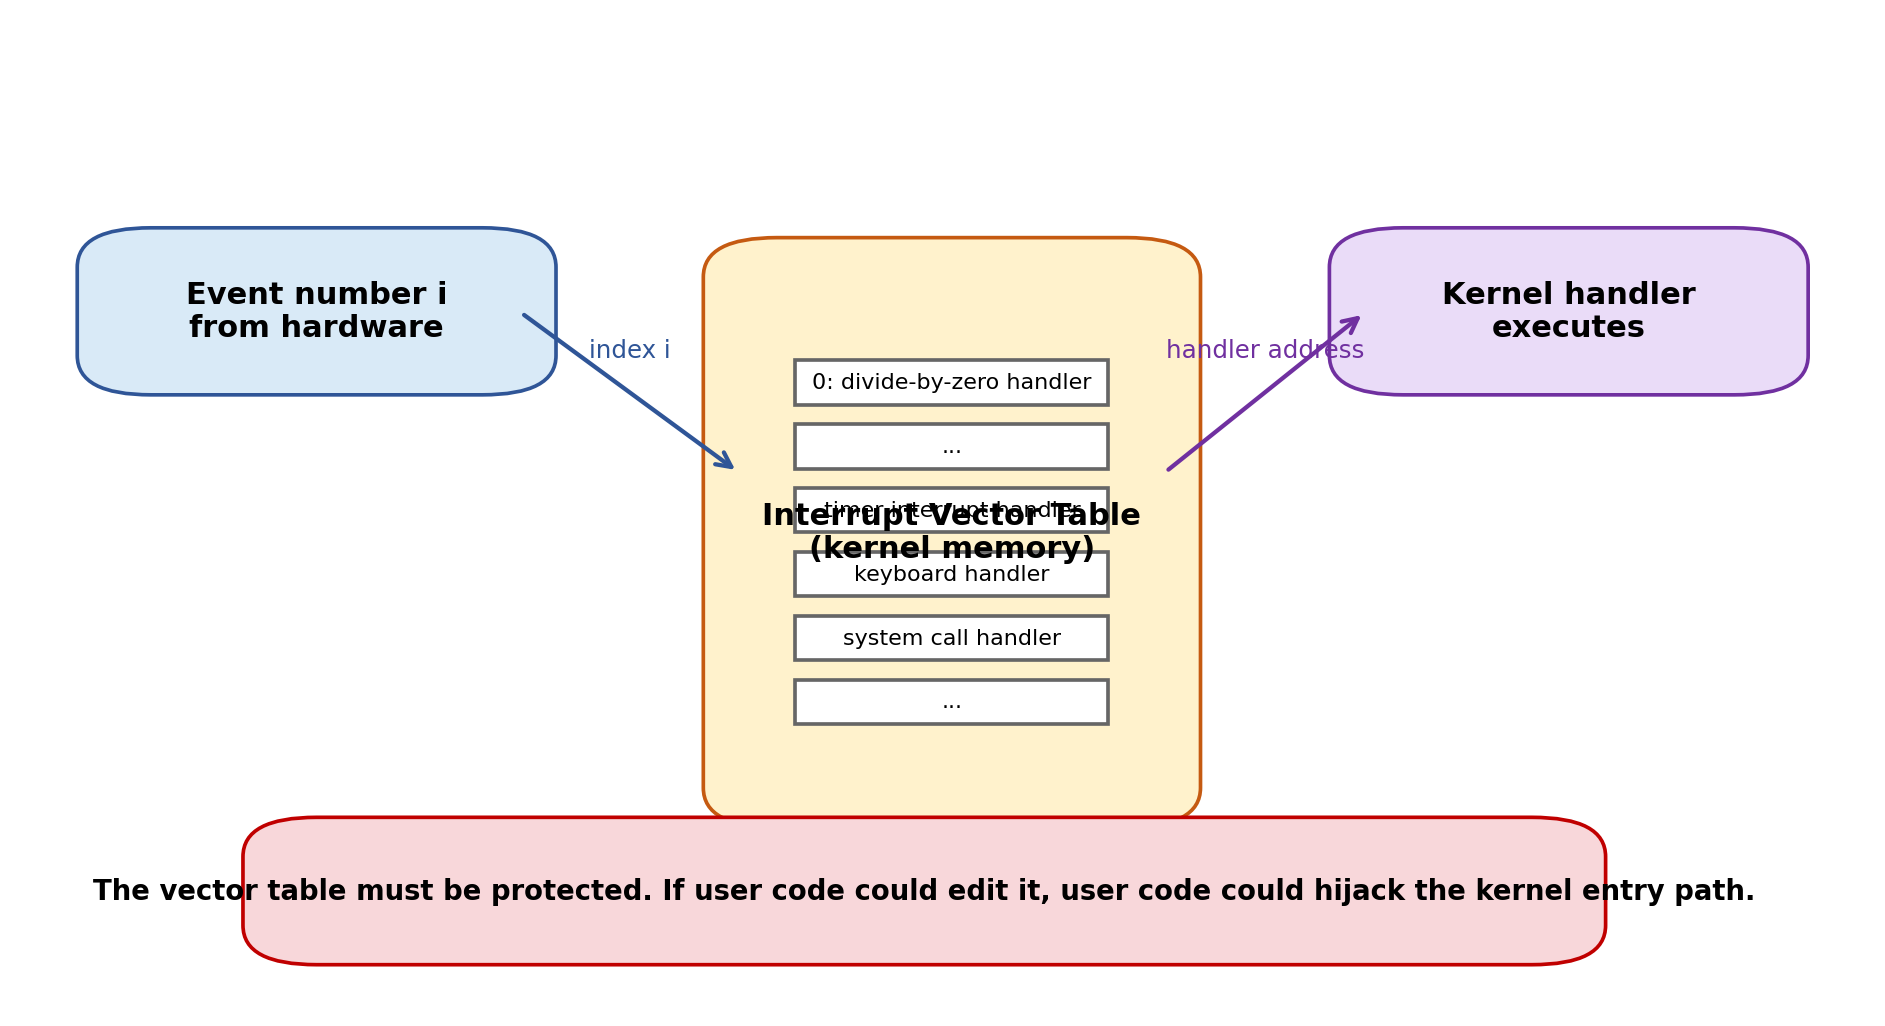 Event number i
from hardware
index i
0: divide-by-zero handler
...
timer interrupt handler
Interrupt Vector Table
(kernel memory)
keyboard handler
system call handler
...
handler address
Kernel handler
executes
The vector table must be protected. If user code could edit it, user code could hijack the kernel entry path.